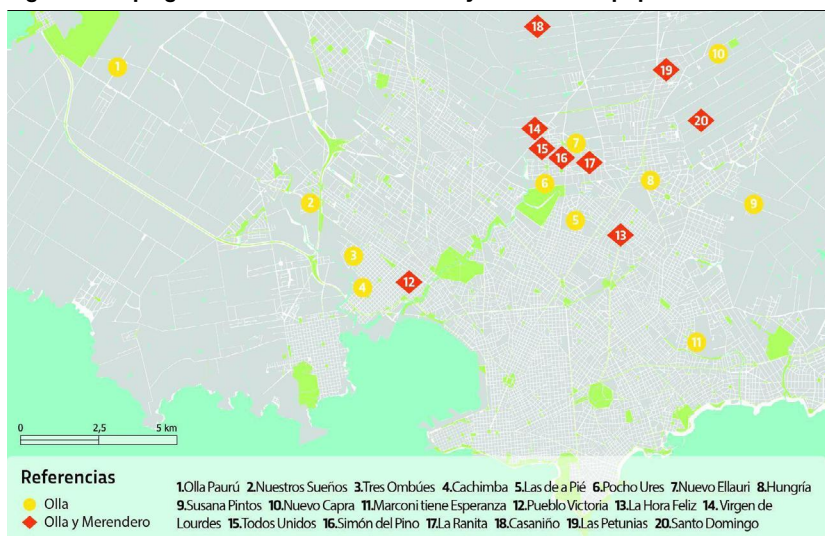 18
10
1
19
20
14
7
15
16
17
8
6
2
9
5
13
3
12
4
11
0 2,5 5 km
Referencias
Olla
Olla y Merendero
1.Olla Paurú 2.Nuestros Sueños 3.Tres Ombúes 4.Cachimba 5.Las de a Pié 6.Pocho Ures 7.Nuevo Ellauri 8.Hungría
9.Susana Pintos 10.Nuevo Capra 11.Marconi tiene Esperanza 12.Pueblo Victoria 13.La Hora Feliz 14. Virgen de
Lourdes 15.Todos Unidos 16.Simón del Pino 17.La Ranita 18.Casaniño 19.Las Petunias 20.Santo Domingo